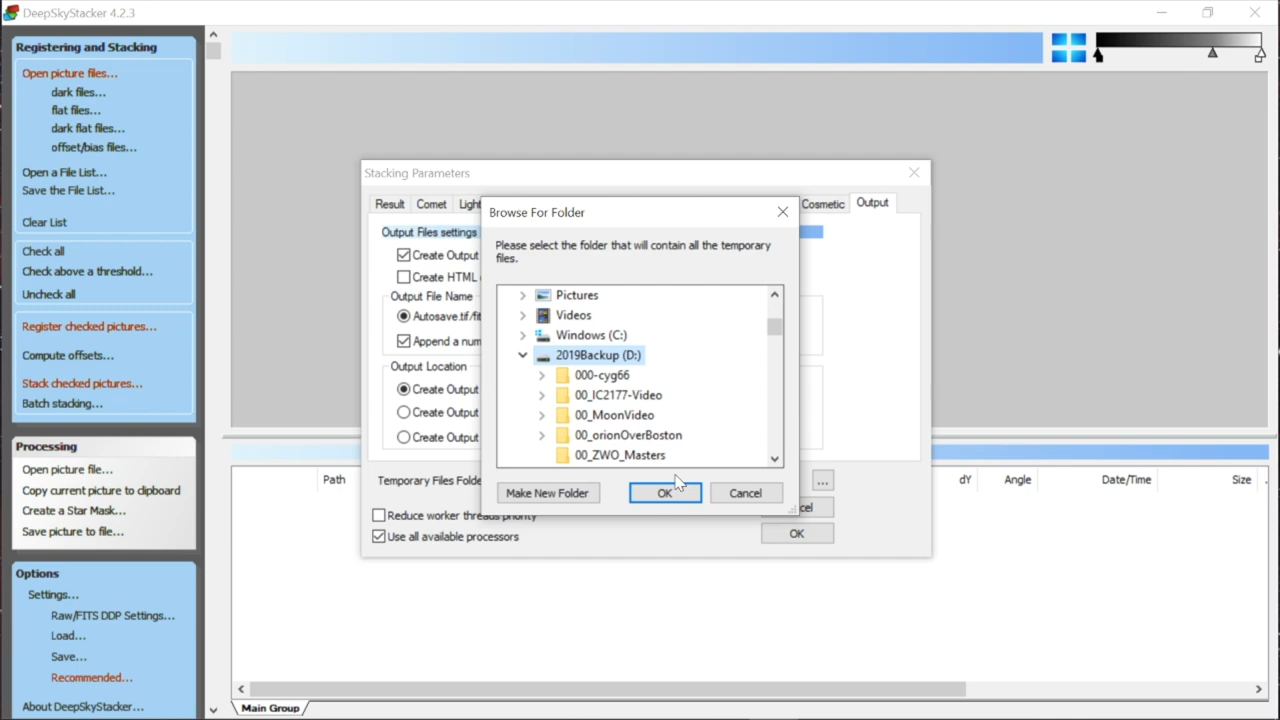 DeepSkyStacker 4.2.3
Registering and Stacking
Open picture files...
dark files...
flat files...
dark flat files...
offset/bias files...
Open a File List...
Save the File List...
Clear List
Check all
Check above a threshold...
Uncheck all
Register checked pictures...
Compute offsets...
Stack checked pictures...
Batch stacking...
Processing
Open picture file...
Copy current picture to clipboard
Create a Star Mask...
Save picture to file...
Options
Settings...
Raw/FITS DDP Settings...
Load...
Save...
Recommended...
About DeepSkyStacker...
Stacking Parameters
Result Comet Light Cosmetic Output
Output Files settings
Create Output
Create HTML
Output File Name
Autosave.tif/fit
Append a num
Output Location
Create Output
Create Output
Create Output
Temporary Files Folde
...
Reduce worker threads priority
Use all available processors
cel
OK
Browse For Folder
Please select the folder that will contain all the temporary
files.
Pictures
Videos
Windows (C:)
2019Backup (D:)
000-cyg66
00_IC2177-Video
00_MoonVideo
00_orionOverBoston
00_ZWO_Masters
Make New Folder OK Cancel
Path dY Angle Date/Time Size
Main Group